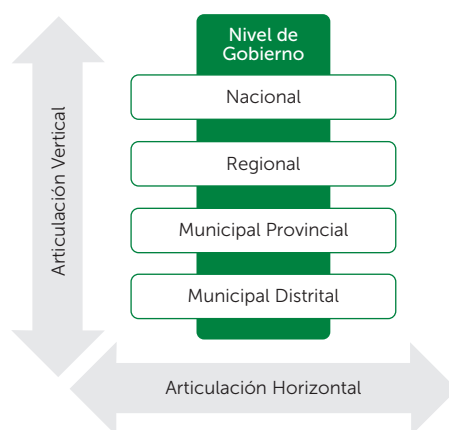 Nivel de
Gobierno
Nacional
Regional
Municipal Provincial
Municipal Distrital
Articulación Vertical
Articulación Horizontal